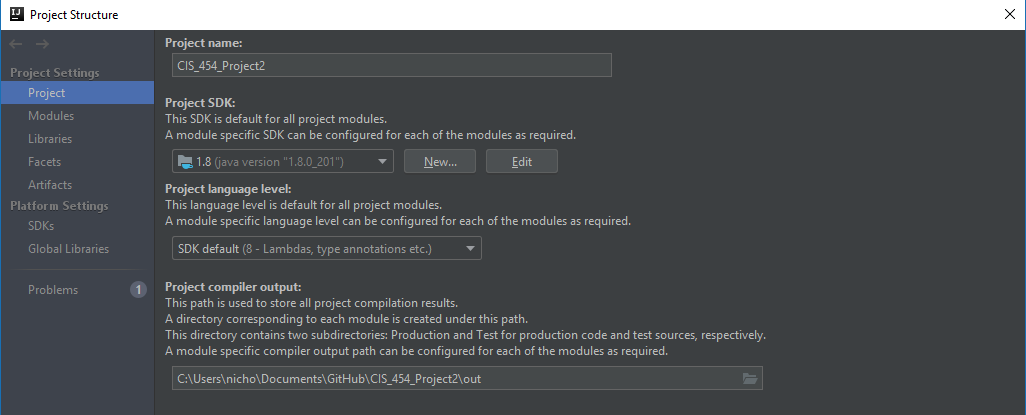 IJ Project Structure
Project Settings
Project
Modules
Libraries
Facets
Artifacts
Platform Settings
SDKs
Global Libraries
Problems 1
Project name:
CIS_454_Project2
Project SDK:
This SDK is default for all project modules.
A module specific SDK can be configured for each of the modules as required.
1.8 (java version "1.8.0_201") New... Edit
Project language level:
This language level is default for all project modules.
A module specific language level can be configured for each of the modules as required.
SDK default (8 - Lambdas, type annotations etc.)
Project compiler output:
This path is used to store all project compilation results.
A directory corresponding to each module is created under this path.
This directory contains two subdirectories: Production and Test for production code and test sources, respectively.
A module specific compiler output path can be configured for each of the modules as required.
C:\Users\nicho\Documents\GitHub\CIS_454_Project2\out